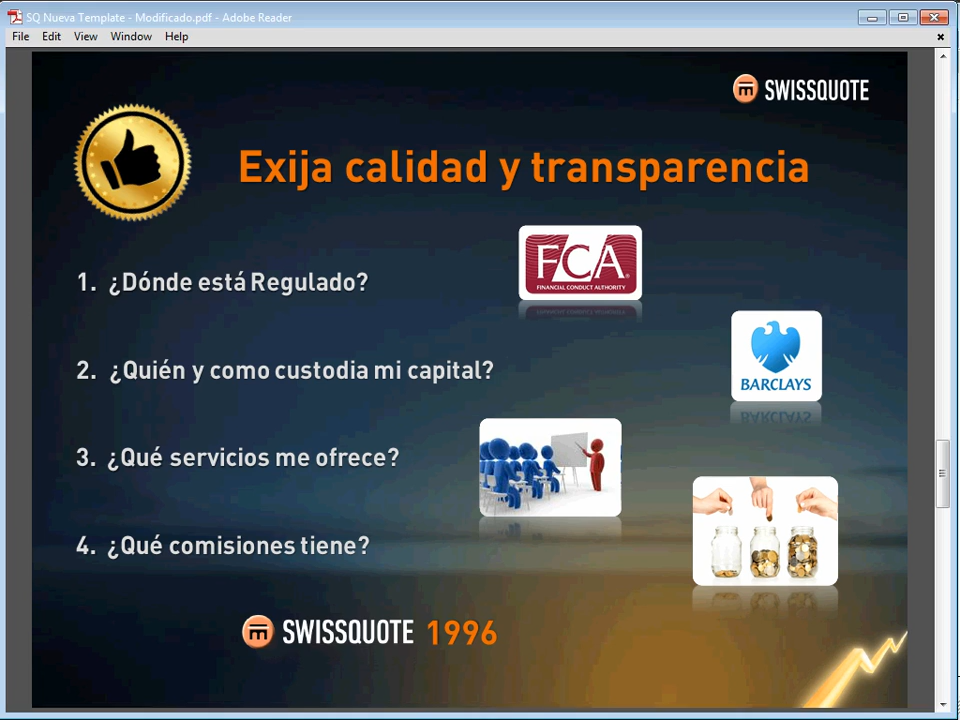 SQ Nueva Template - Modificado.pdf - Adobe Reader
File Edit View Window Help
SWISSQUOTE
Exija calidad y transparencia
FCA
FINANCIAL CONDUCT AUTHORITY
1. ¿Dónde está Regulado?
2. ¿Quién y como custodia mi capital?
BARCLAYS
3. ¿Qué servicios me ofrece?
4. ¿Qué comisiones tiene?
SWISSQUOTE 1996